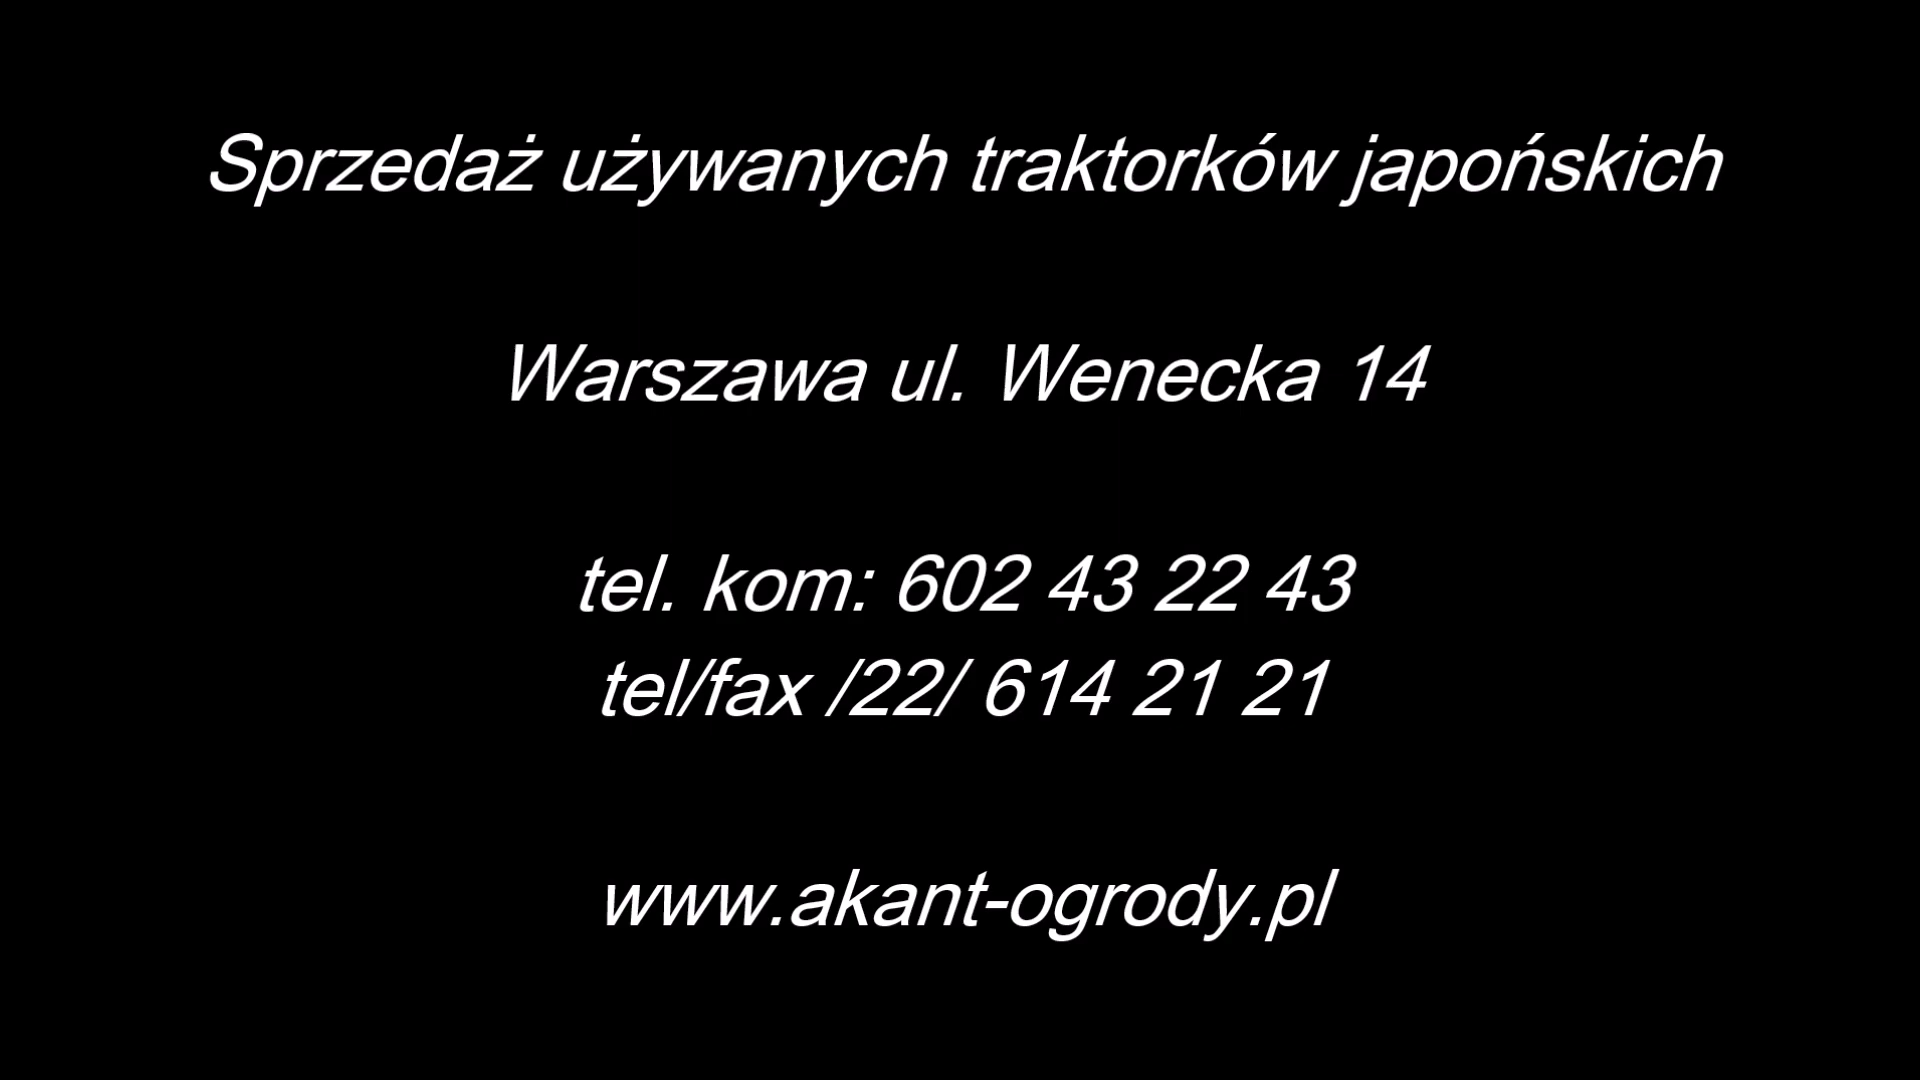 Sprzedaż używanych traktorków japońskich
Warszawa ul. Wenecka 14
tel. kom: 602 43 22 43
tel/fax /22/ 614 21 21
www.akant-ogrody.pl